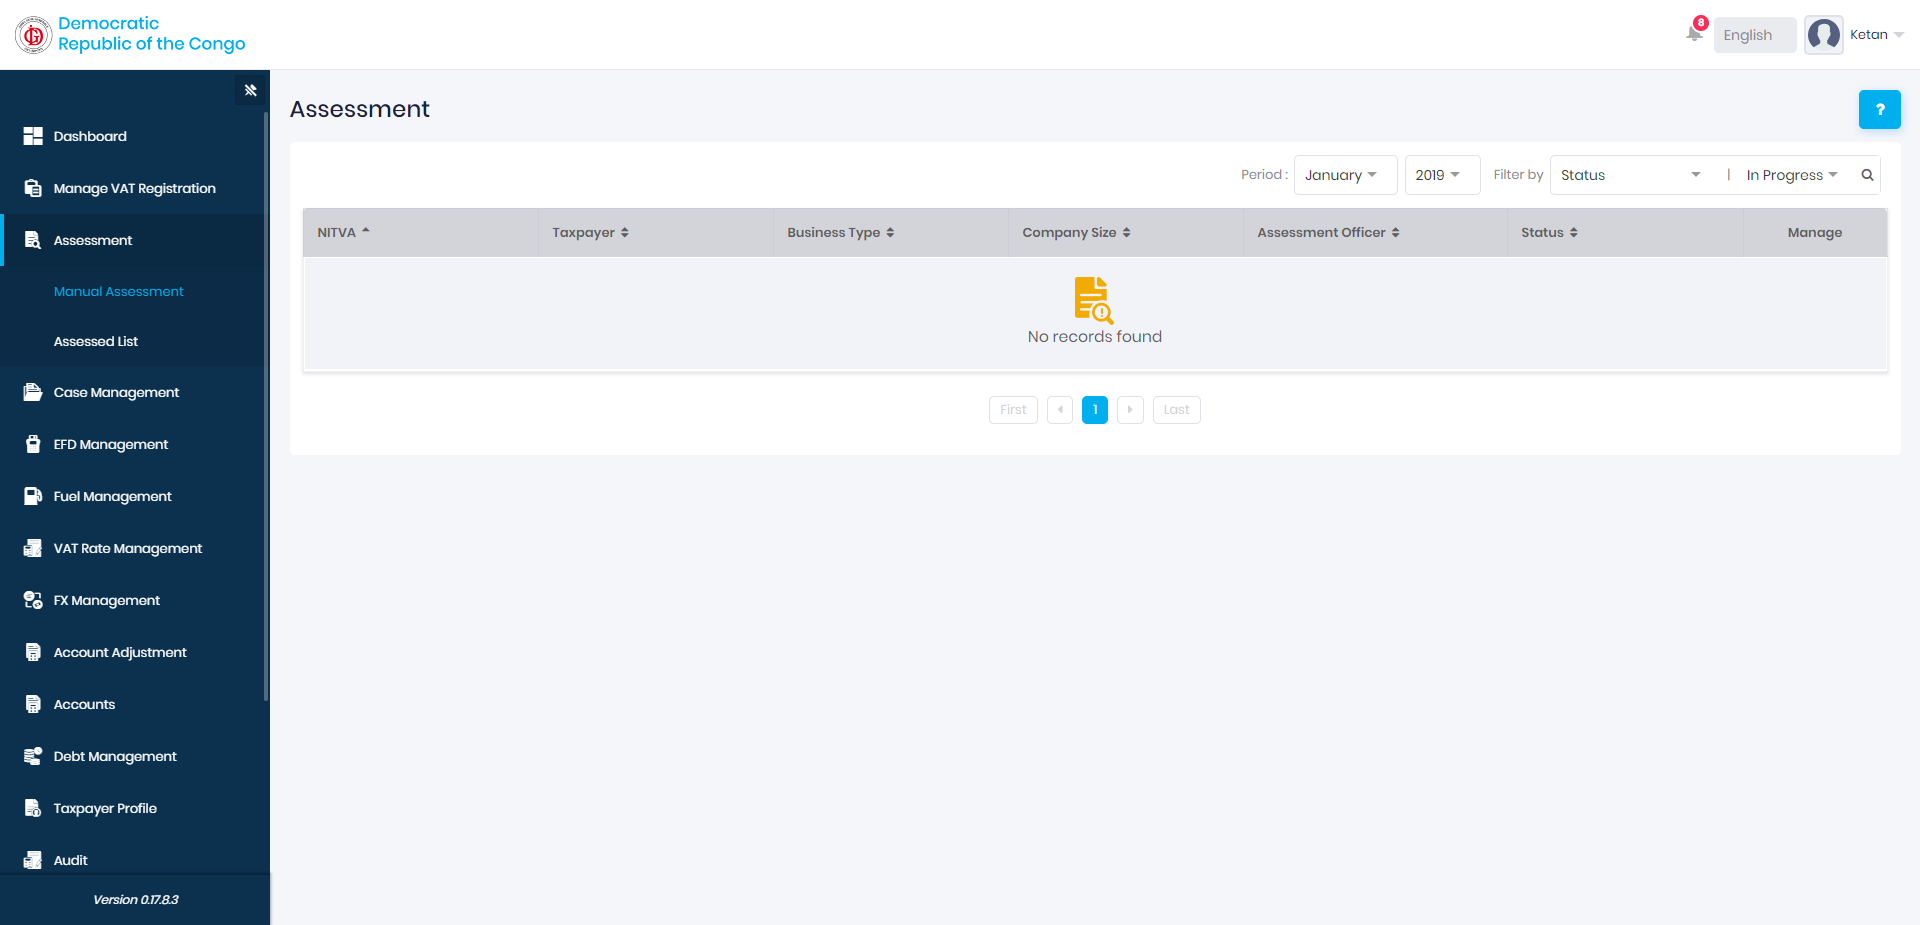 Democratic
Republic of the Congo
8
English
Ketan
Dashboard
Manage VAT Registration
Assessment
Manual Assessment
Assessed List
Case Management
EFD Management
Fuel Management
VAT Rate Management
FX Management
Account Adjustment
Accounts
Debt Management
Taxpayer Profile
Audit
Version 0.17.8.3
Assessment
?
Period : January 2019 Filter by Status | In Progress
NITVA Taxpayer Business Type Company Size Assessment Officer Status Manage
No records found
First 1 Last